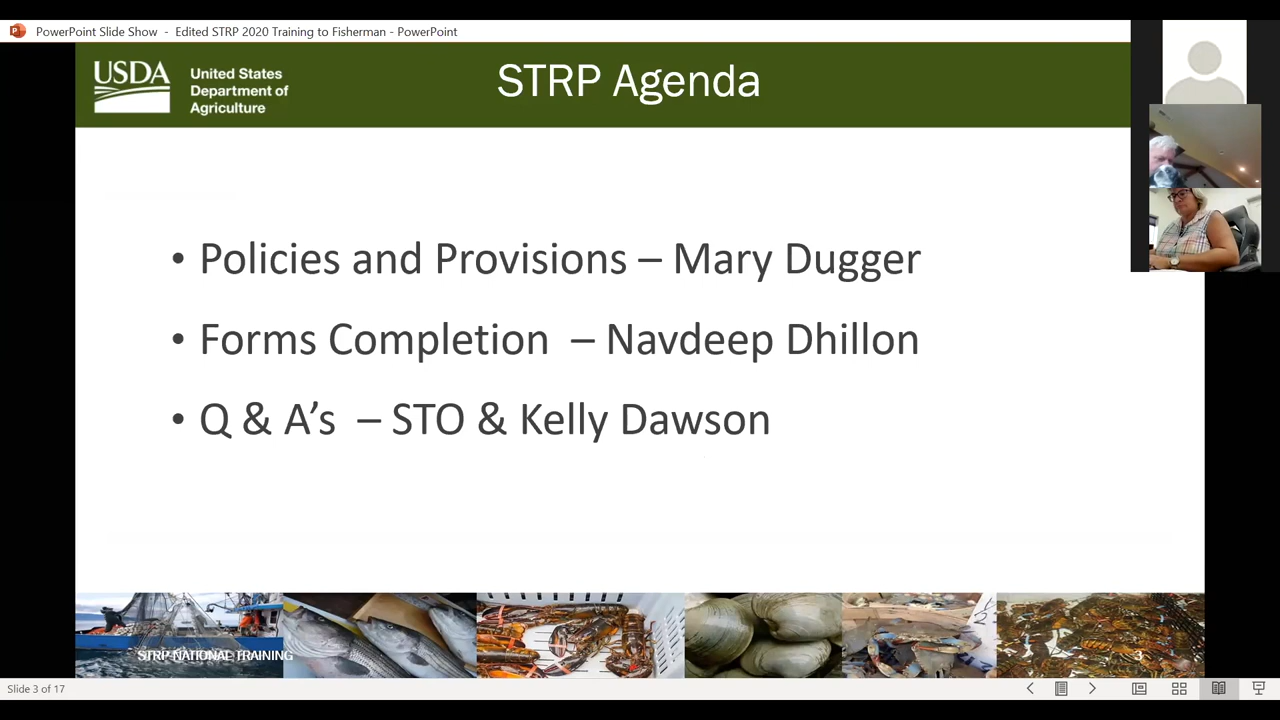 PowerPoint Slide Show - Edited STRP 2020 Training to Fisherman - PowerPoint
USDA
United States
Department of
Agriculture
STRP Agenda
• Policies and Provisions – Mary Dugger
• Forms Completion – Navdeep Dhillon
• Q & A’s – STO & Kelly Dawson
STRP NATIONAL TRAINING
3
Slide 3 of 17